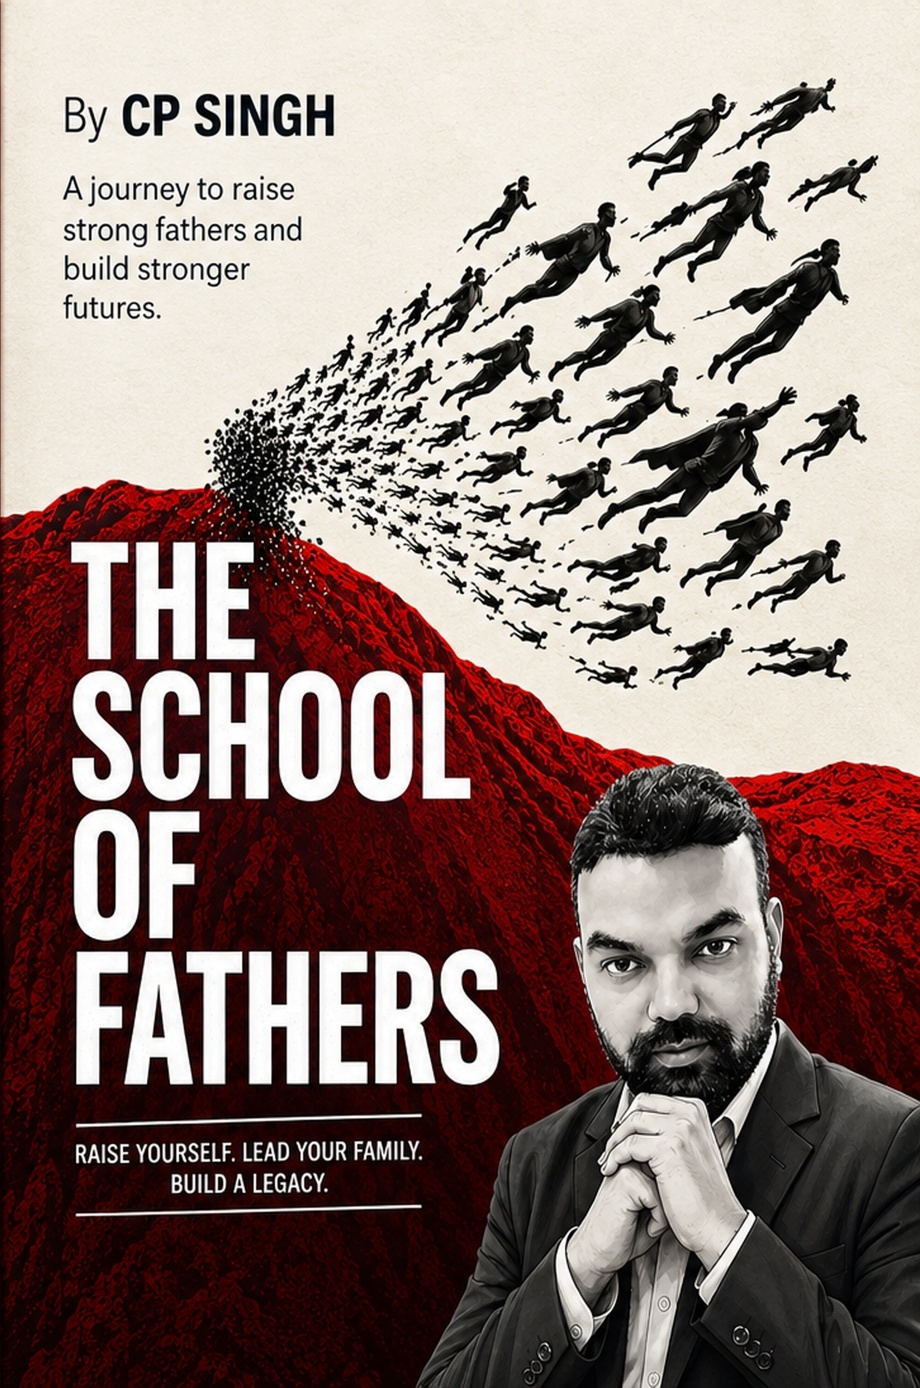 By CP SINGH
A journey to raise
strong fathers and
build stronger
futures.
THE
SCHOOL
OF
FATHERS
RAISE YOURSELF. LEAD YOUR FAMILY.
BUILD A LEGACY.